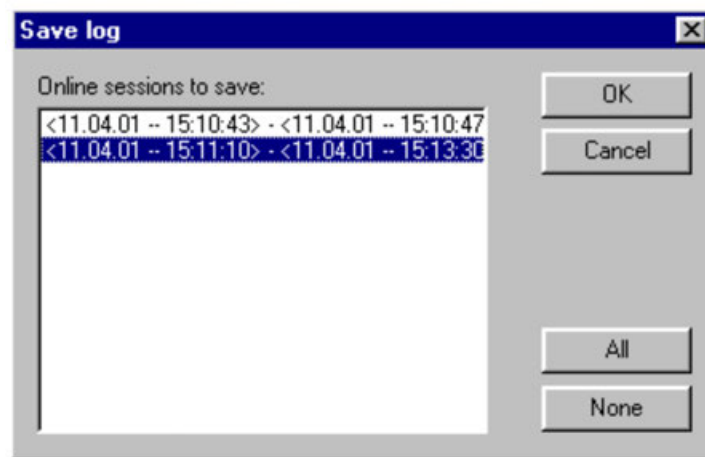 Save log
Online sessions to save:
<11.04.01 -- 15:10:43> - <11.04.01 -- 15:10:47
<11.04.01 -- 15:11:10> - <11.04.01 -- 15:13:30
OK
Cancel
All
None